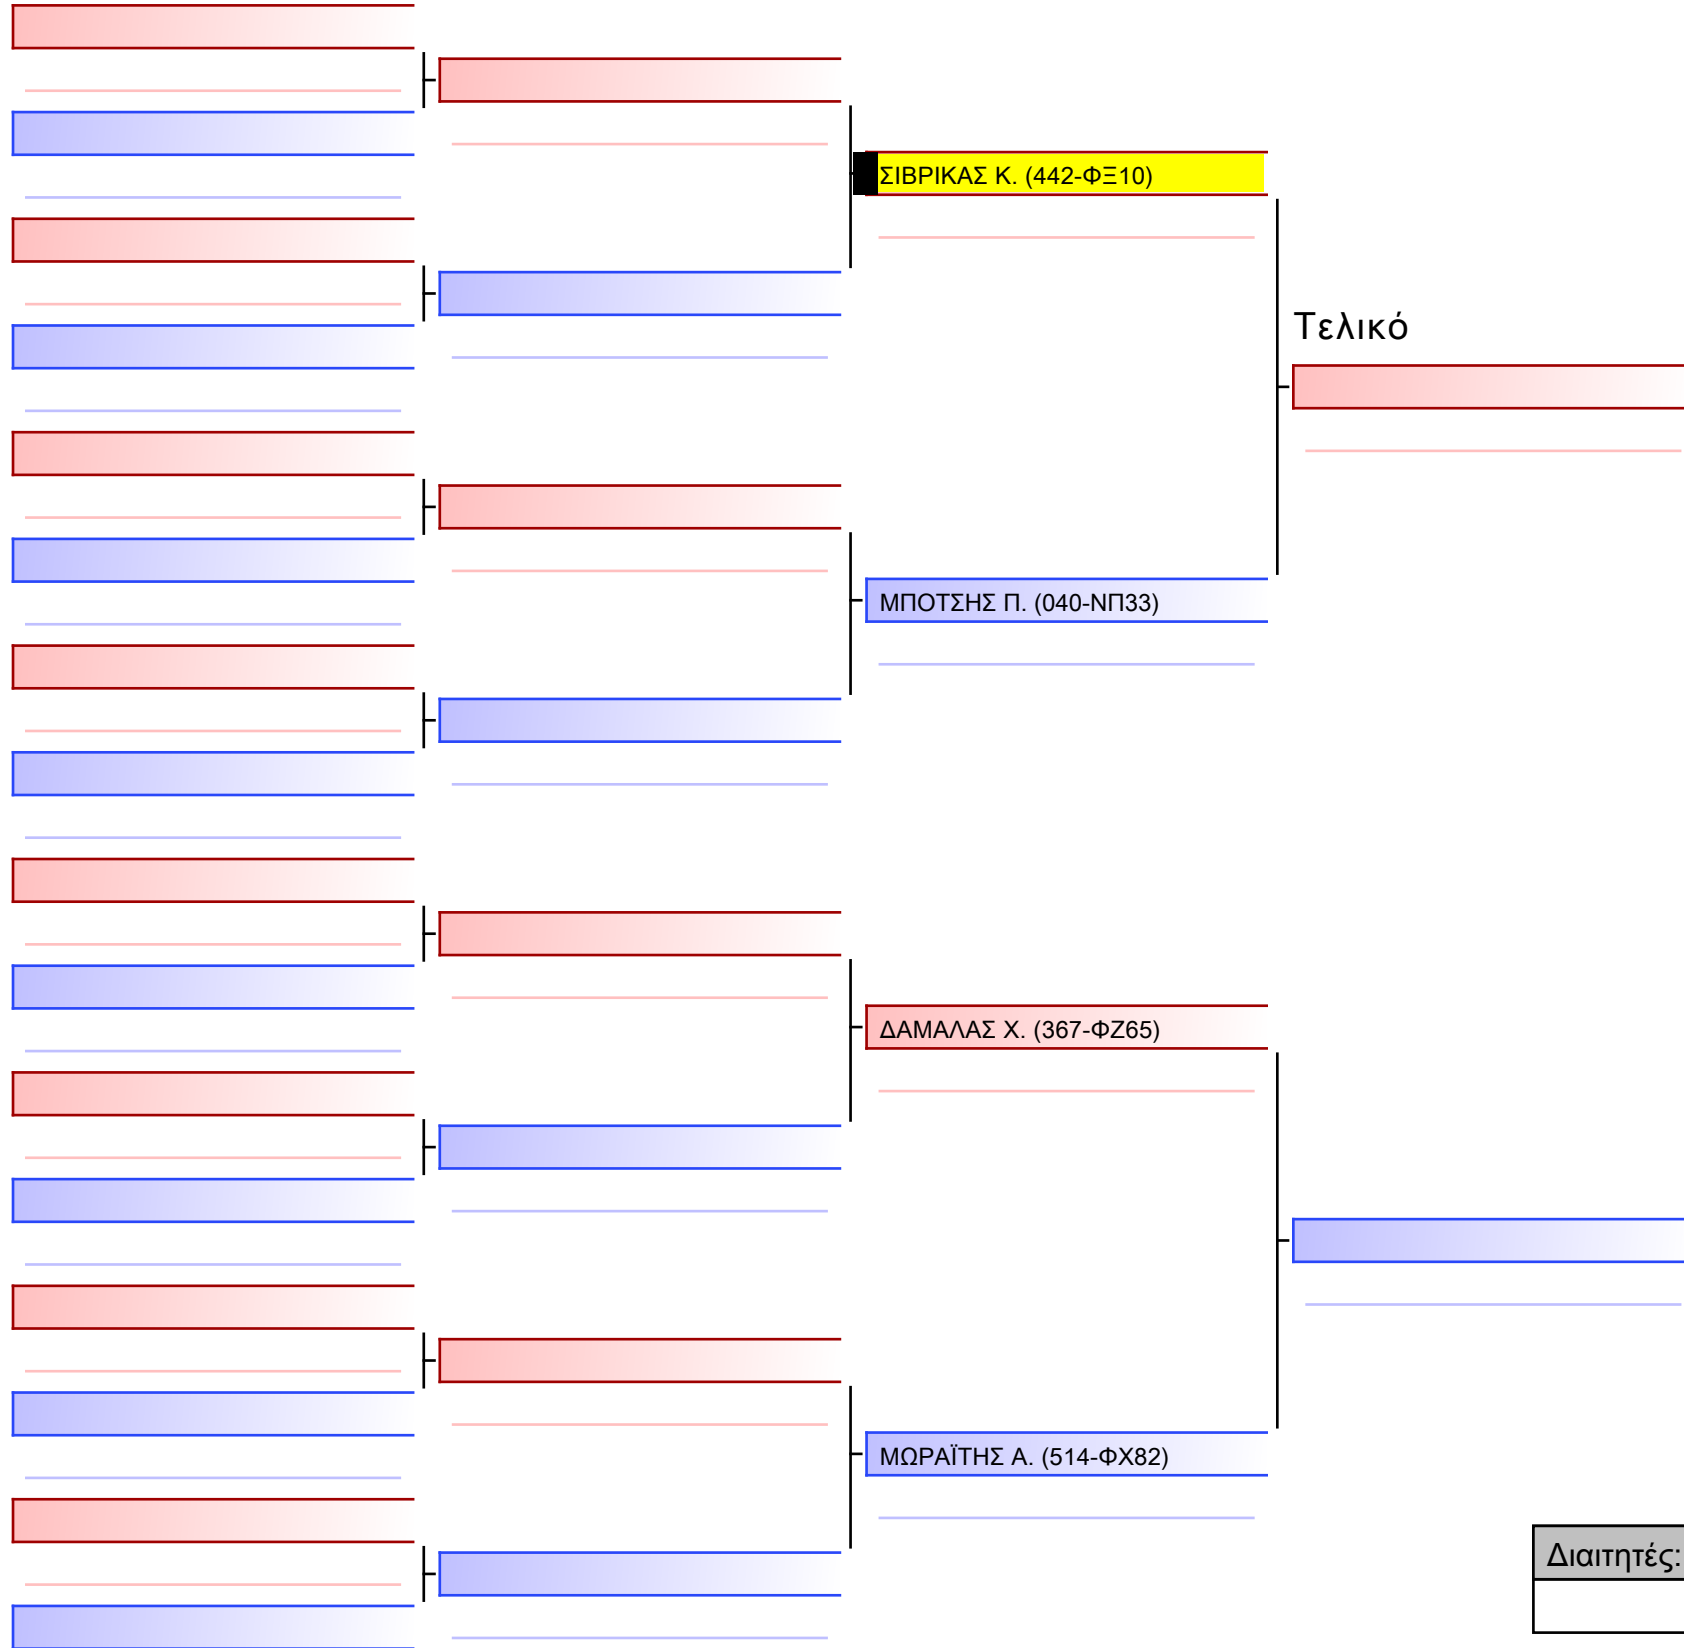 ΣΙΒΡΙΚΑΣ Κ. (442-ΦΞ10)
Τελικό
ΜΠΟΤΣΗΣ Π. (040-ΝΠ33)
ΔΑΜΑΛΑΣ Χ. (367-ΦΖ65)
ΜΩΡΑΪΤΗΣ Α. (514-ΦΧ82)
Διαιτητές: